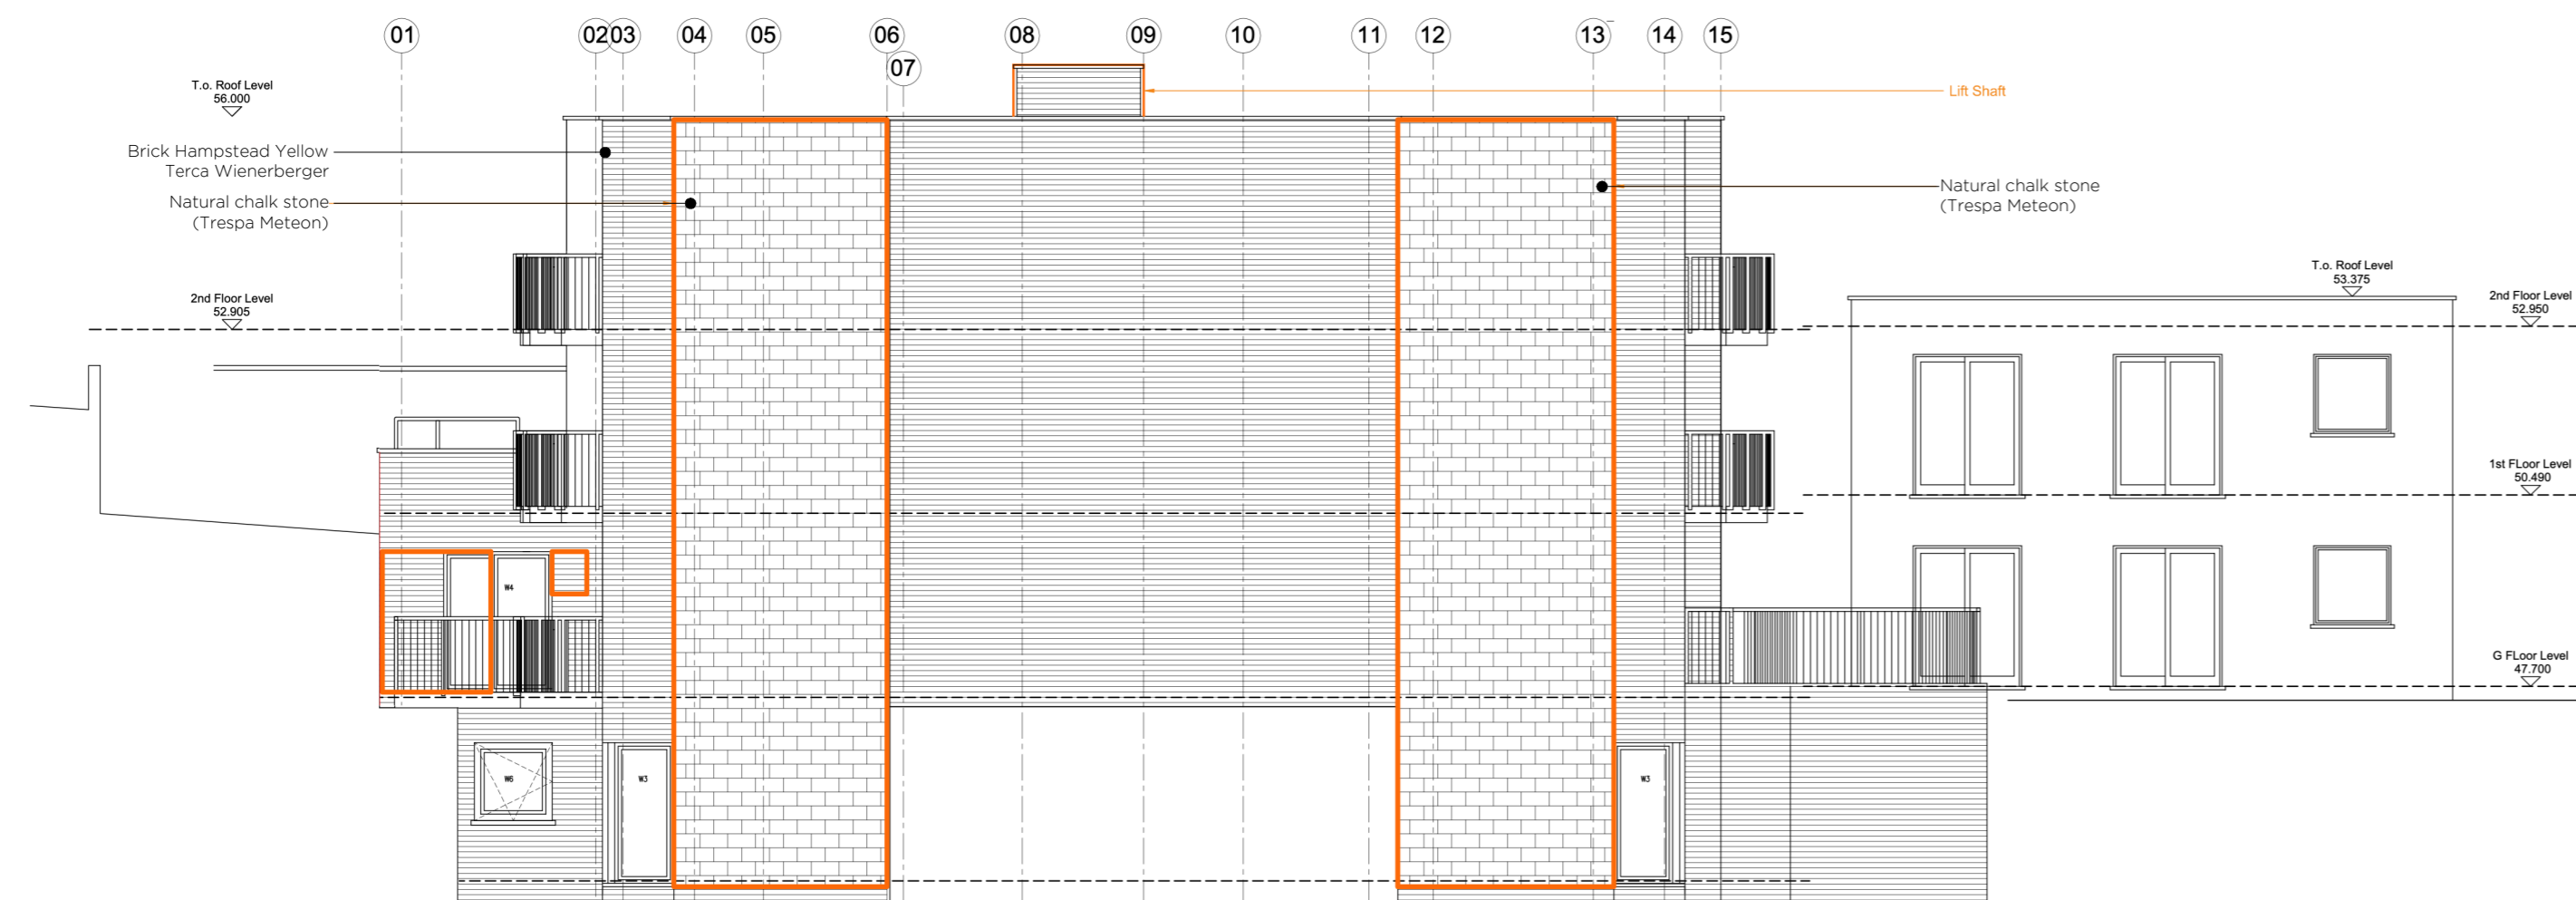 01
02
03
04
05
06
07
08
09
10
11
12
13
14
15
T.o. Roof Level
56.000
Lift Shaft
Brick Hampstead Yellow
Terca Wienerberger
Natural chalk stone
(Trespa Meteon)
Natural chalk stone
(Trespa Meteon)
2nd Floor Level
52.905
T.o. Roof Level
53.375
2nd Floor Level
52.950
1st FLoor Level
50.490
W4
G FLoor Level
47.700
W6
W3
W3